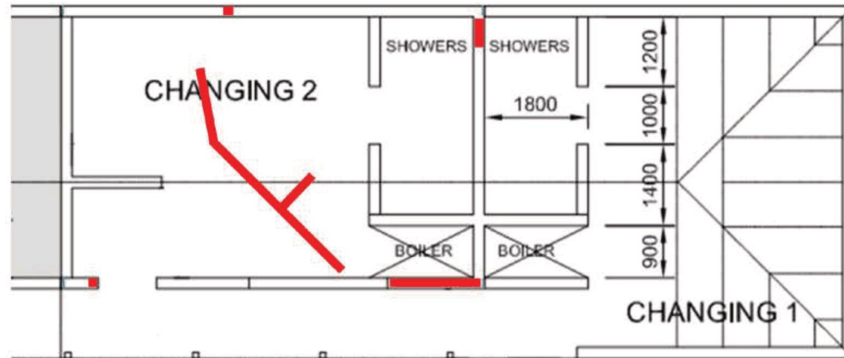 SHOWERS SHOWERS
CHANGING 2
1800
1200
1000
1400
900
BOILER BOILER
CHANGING 1